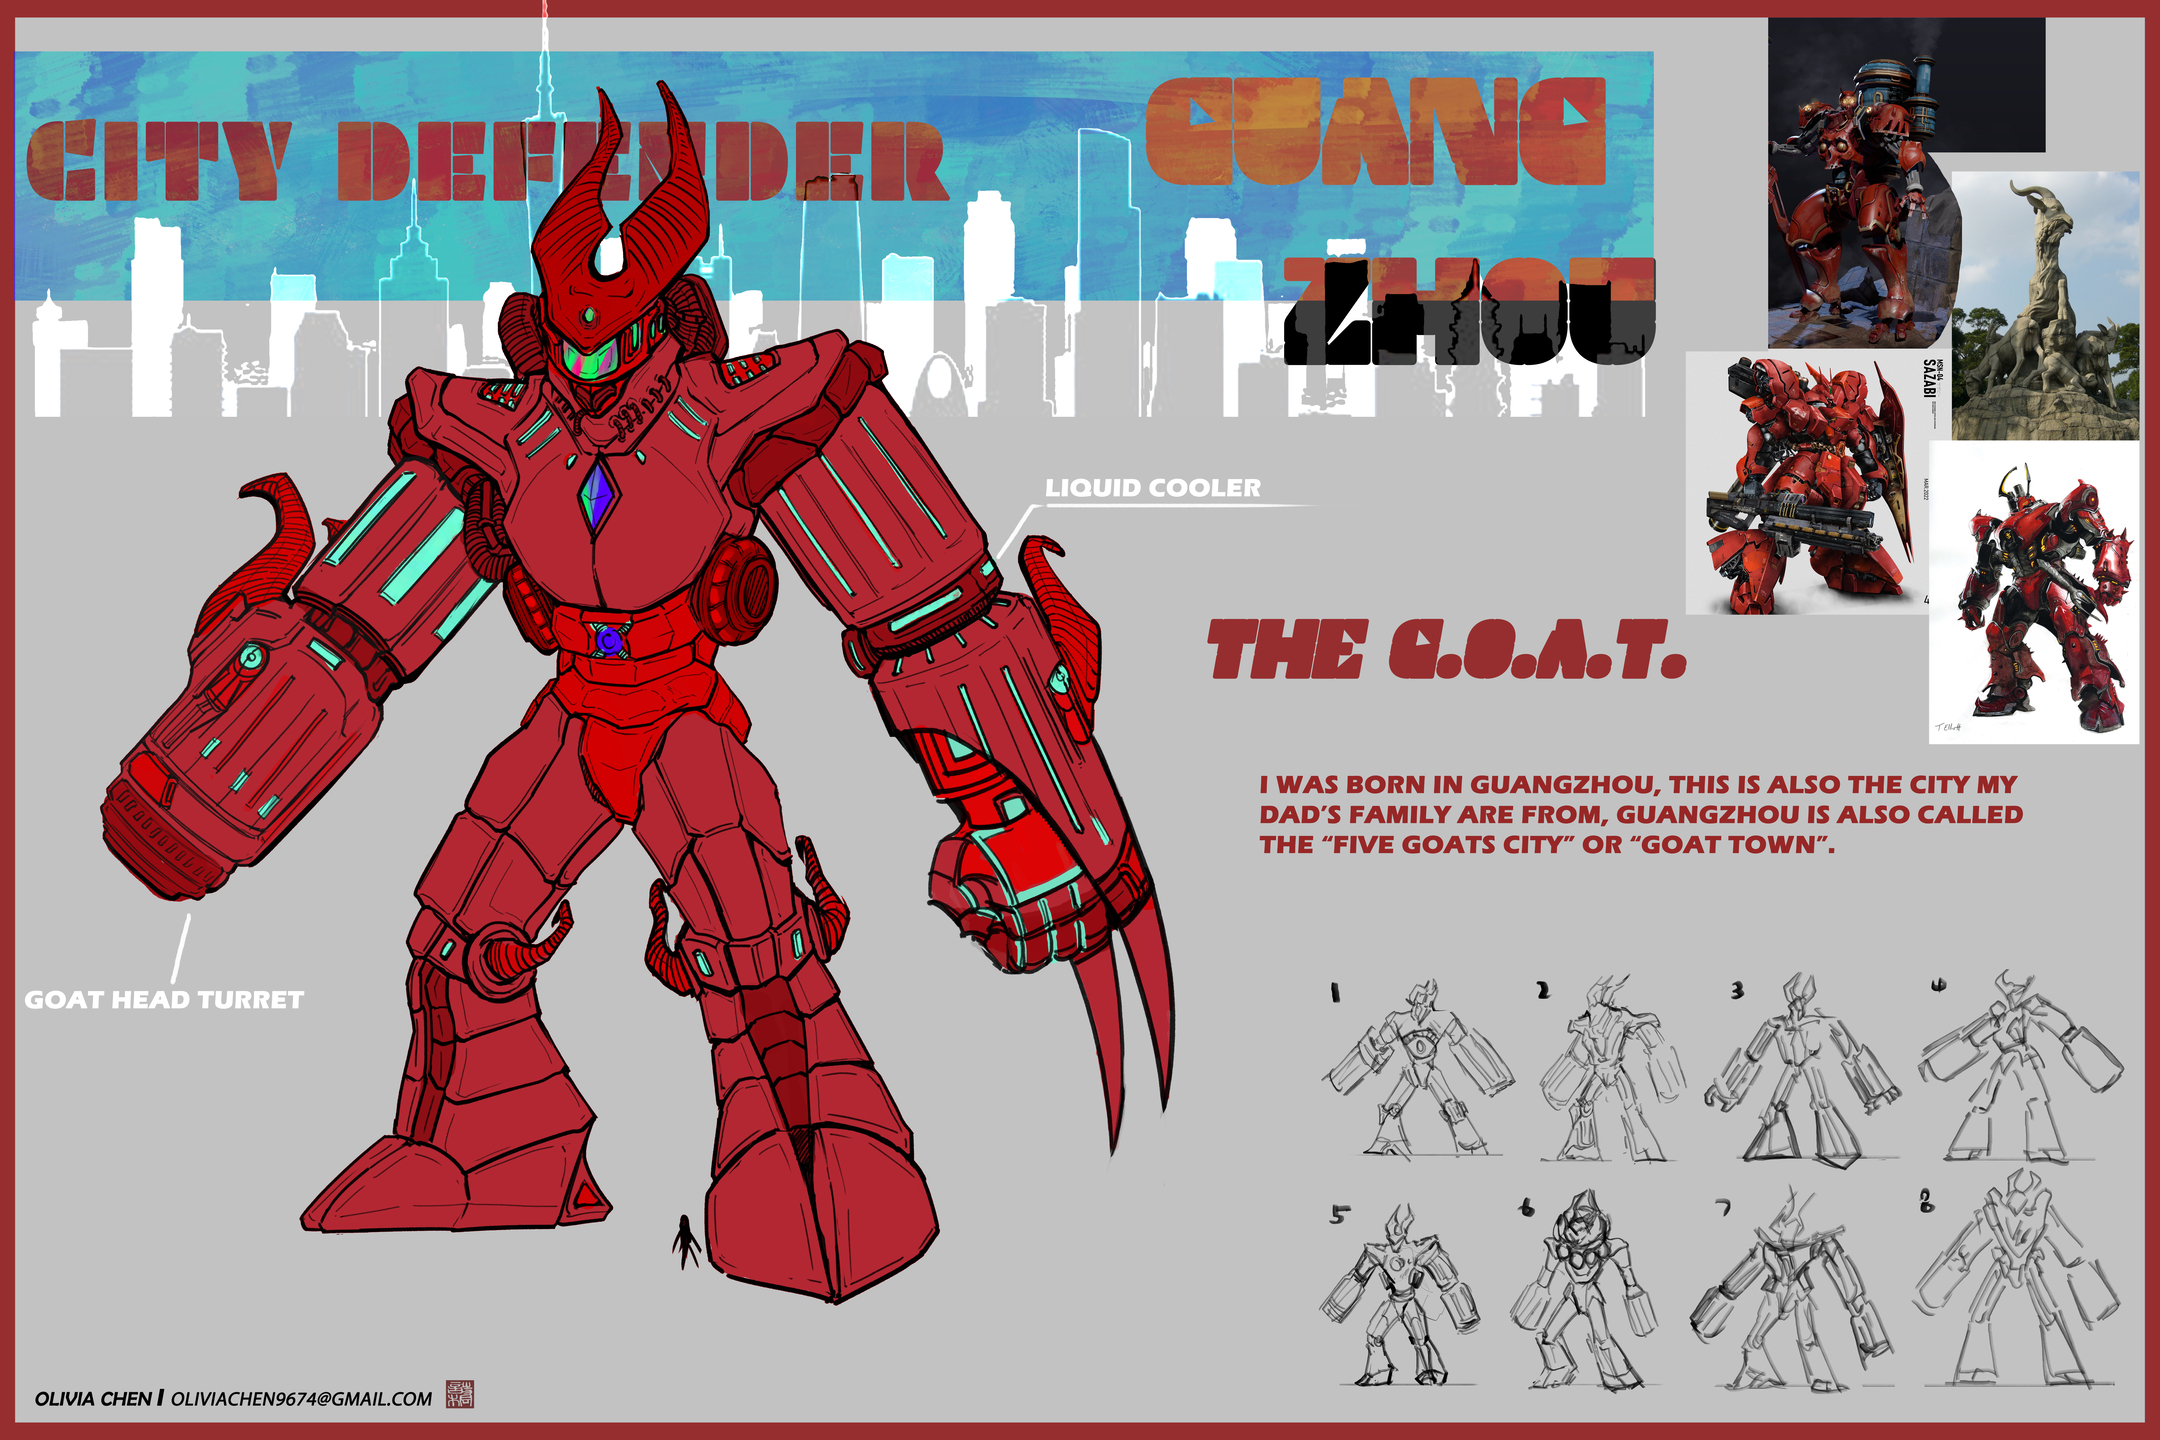 CITY DEFENDER
GUANG
ZHOU
MSN-04
SAZABI
LIQUID COOLER
THE G.O.A.T.
I WAS BORN IN GUANGZHOU, THIS IS ALSO THE CITY MY
DAD'S FAMILY ARE FROM, GUANGZHOU IS ALSO CALLED
THE “FIVE GOATS CITY” OR “GOAT TOWN”.
GOAT HEAD TURRET
1 2 3 4
5 6 7 8
OLIVIA CHEN | OLIVIACHEN9674@GMAIL.COM